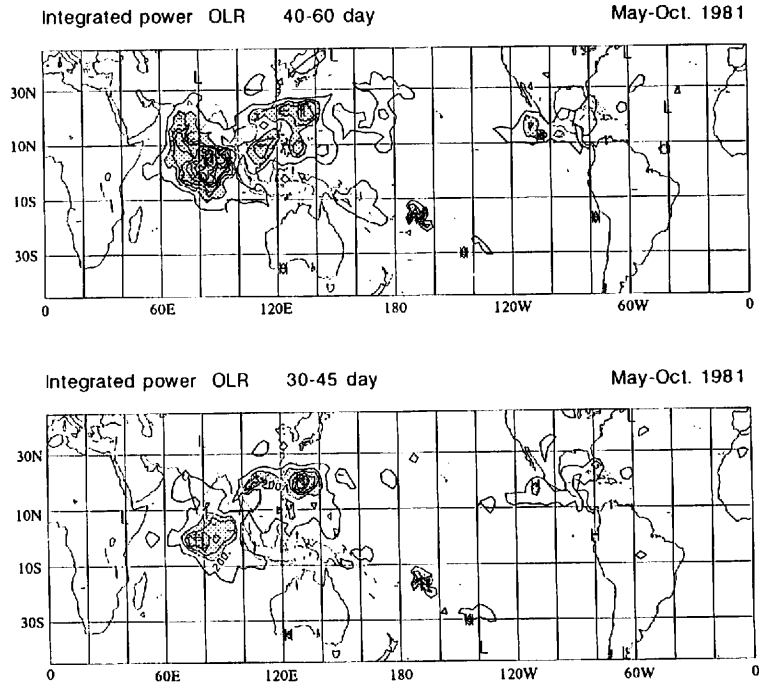 Integrated power OLR 40-60 day May-Oct. 1981
L
L
L
30N
L
10N
10S
30S
0 60E 120E 180 120W 60W 0
Integrated power OLR 30-45 day May-Oct. 1981
L
30N
200
10N
H
H
200
10S
30S
L
0 60E 120E 180 120W 60W 0